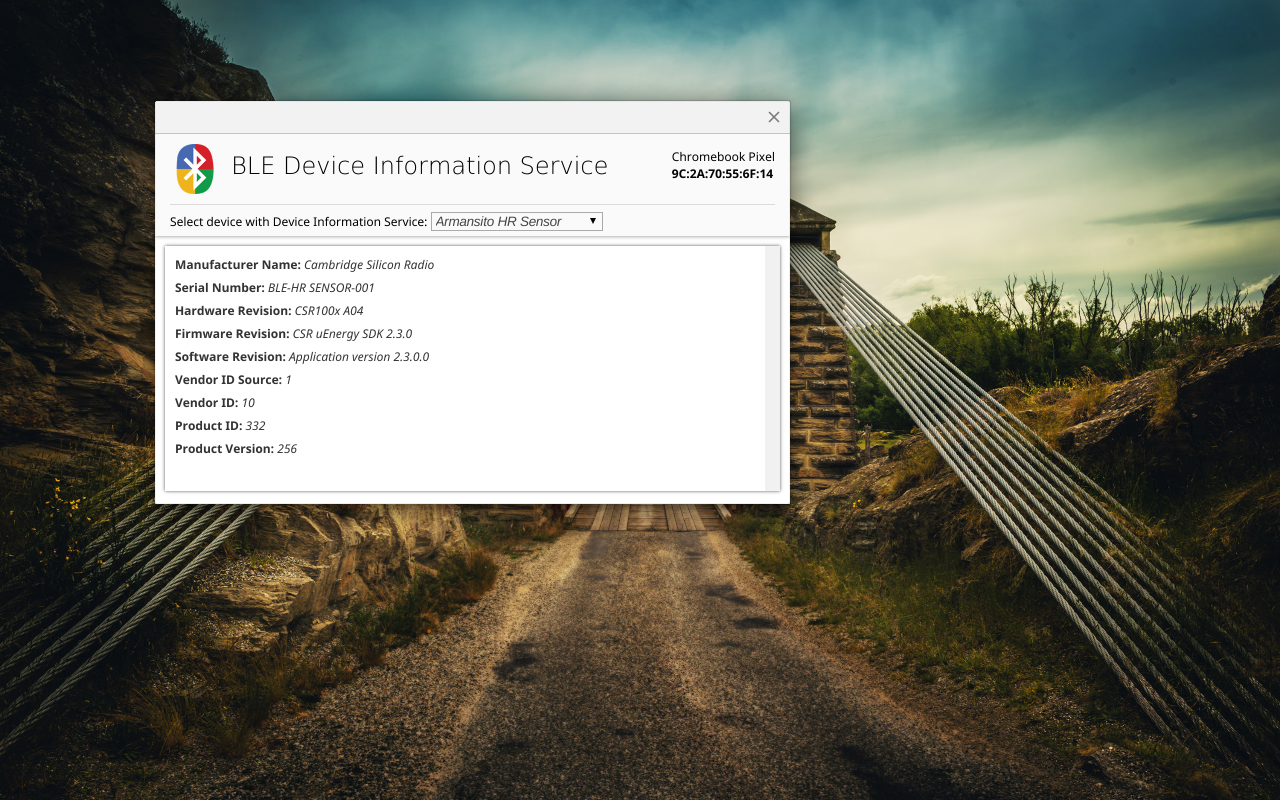 BLE Device Information Service
Chromebook Pixel
9C:2A:70:55:6F:14
Select device with Device Information Service: Armansito HR Sensor
Manufacturer Name: Cambridge Silicon Radio
Serial Number: BLE-HR SENSOR-001
Hardware Revision: CSR100x A04
Firmware Revision: CSR uEnergy SDK 2.3.0
Software Revision: Application version 2.3.0.0
Vendor ID Source: 1
Vendor ID: 10
Product ID: 332
Product Version: 256